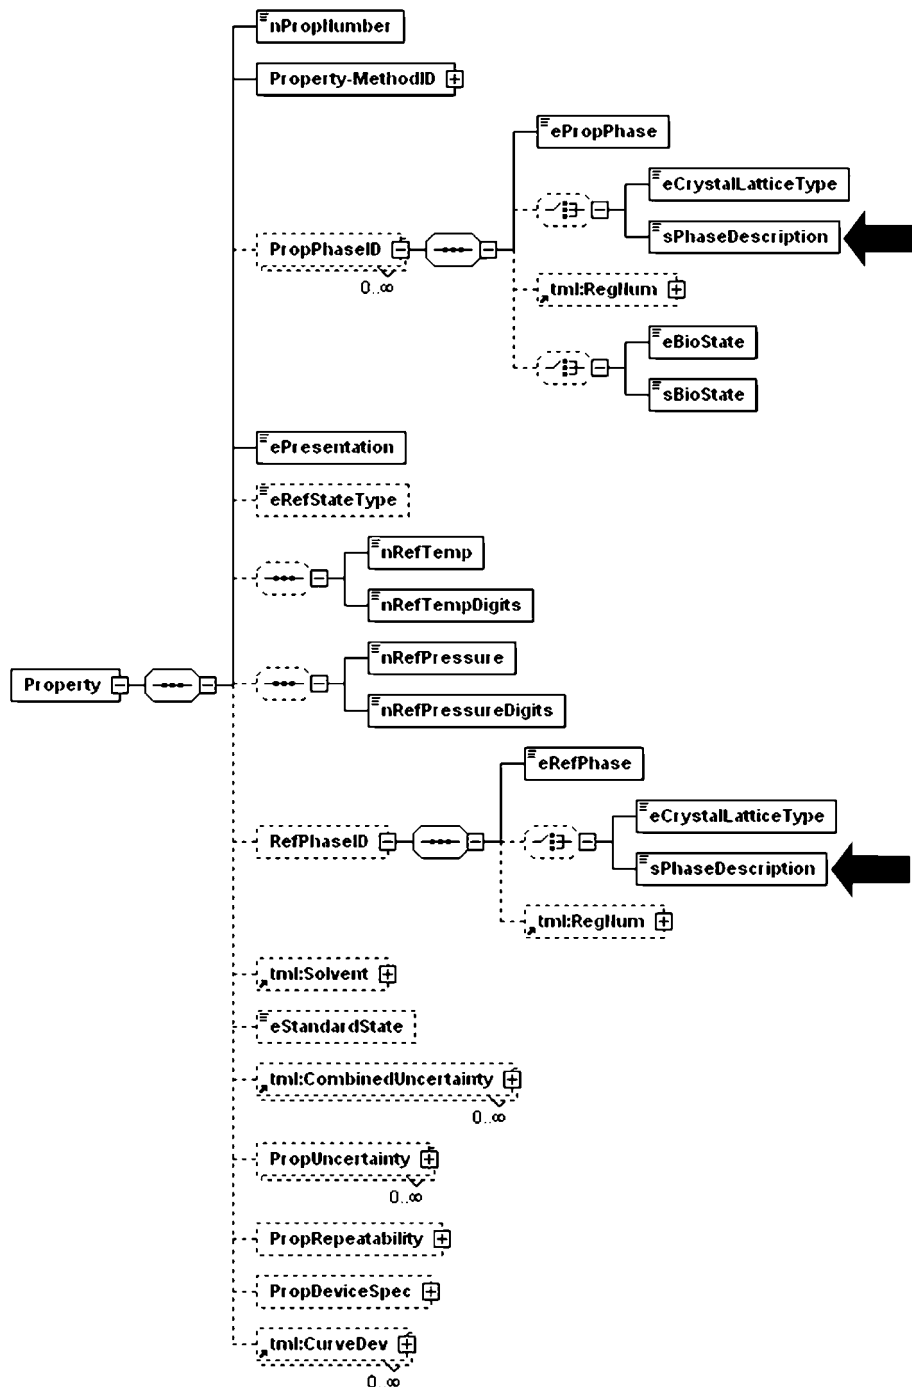 nPropNumber
Property-MethodID
ePropPhase
eCrystalLatticeType
sPhaseDescription
PropPhaseID
0..∞
tml:RegNum
eBioState
sBioState
ePresentation
eRefStateType
nRefTemp
nRefTempDigits
nRefPressure
Property
nRefPressureDigits
eRefPhase
eCrystalLatticeType
RefPhaseID
sPhaseDescription
tml:RegNum
tml:Solvent
eStandardState
tml:CombinedUncertainty
0..∞
PropUncertainty
0..∞
PropRepeatability
PropDeviceSpec
tml:CurveDev
0..∞